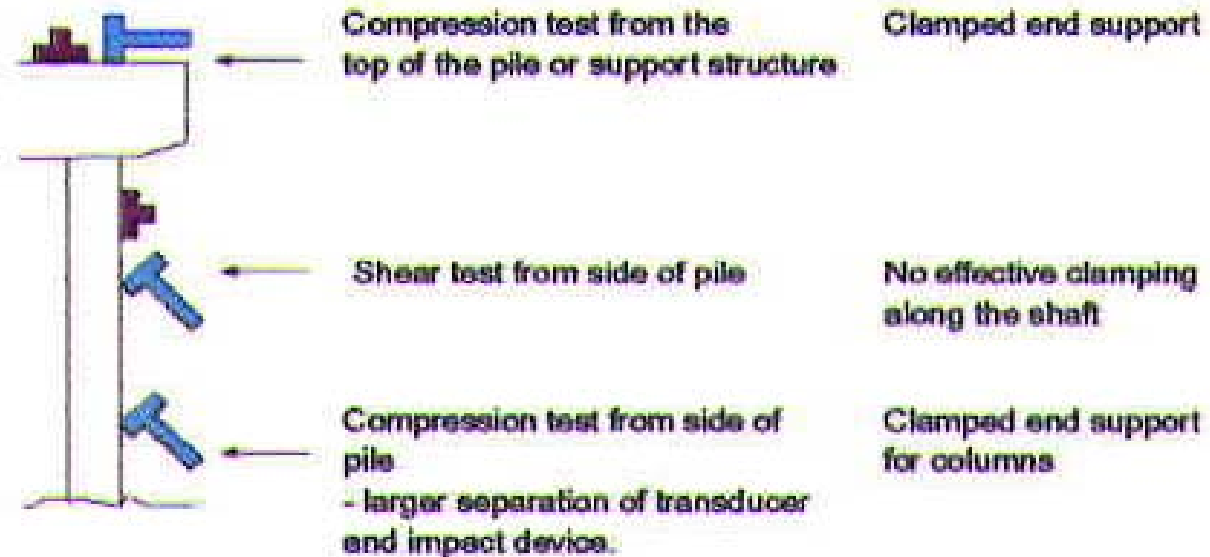 Compression test from the
top of the pile or support structure
Clamped end support
Shear test from side of pile
No effective clamping
along the shaft
Compression test from side of
pile
- larger separation of transducer
and impact device.
Clamped end support
for columns